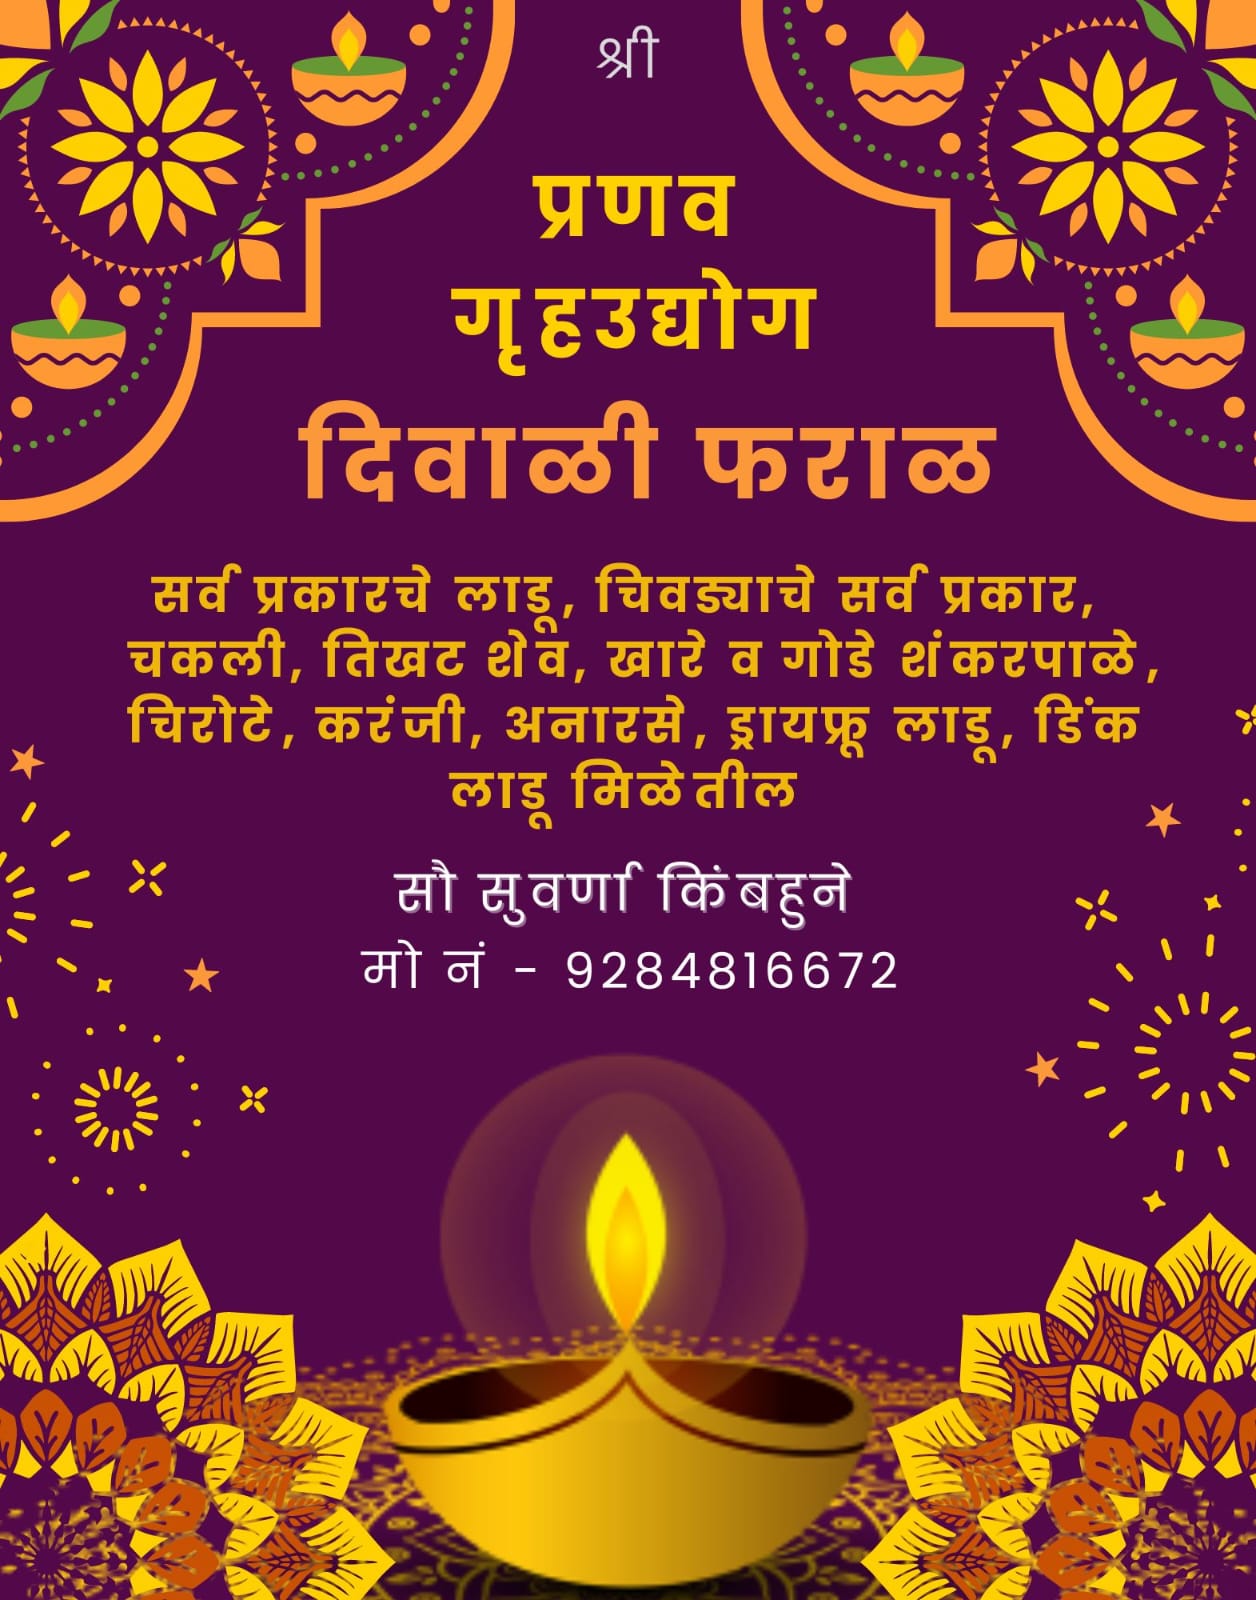 श्री
प्रणव
गृहउद्योग
दिवाळी फराळ
सर्व प्रकारचे लाडू, चिवड्याचे सर्व प्रकार,
चकली, तिखट शेव, खारे व गोडे शंकरपाळे,
चिरोटे, करंजी, अनारसे, ड्रायफ्रू लाडू, डिंक
लाडू मिळेतील
सौ सुवर्णा किंबहुने
मो नं - 9284816672